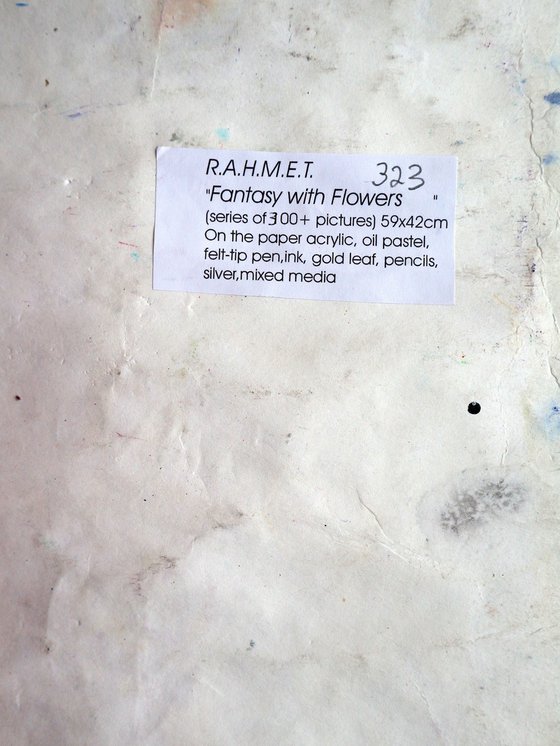 R.A.H.M.E.T. 323
"Fantasy with Flowers "
(series of 300+ pictures) 59x42cm
On the paper acrylic, oil pastel,
felt-tip pen,ink, gold leaf, pencils,
silver,mixed media